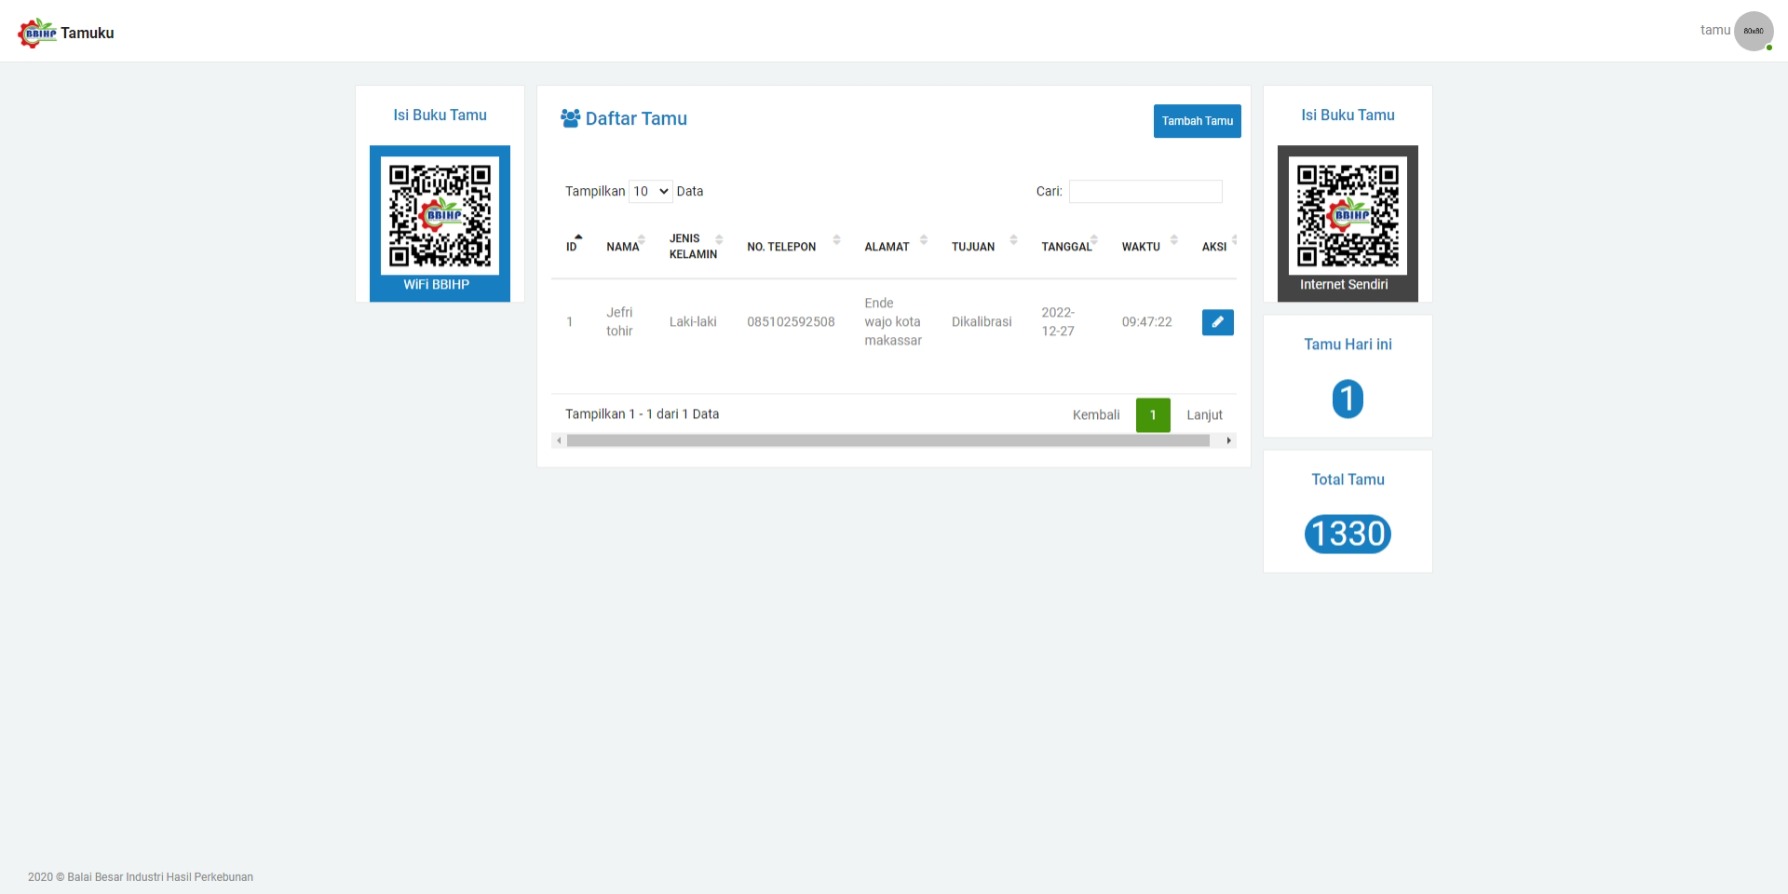 BBIHP Tamuku
tamu
80x80
Isi Buku Tamu
BBIHP
WiFi BBIHP
Daftar Tamu
Tambah Tamu
Tampilkan 10 Data
Cari:
ID NAMA JENIS KELAMIN NO. TELEPON ALAMAT TUJUAN TANGGAL WAKTU AKSI
1 Jefri tohir Laki-laki 085102592508 Ende wajo kota makassar Dikalibrasi 2022-12-27 09:47:22
Tampilkan 1 - 1 dari 1 Data
Kembali 1 Lanjut
Isi Buku Tamu
BBIHP
Internet Sendiri
Tamu Hari ini
1
Total Tamu
1330
2020 © Balai Besar Industri Hasil Perkebunan